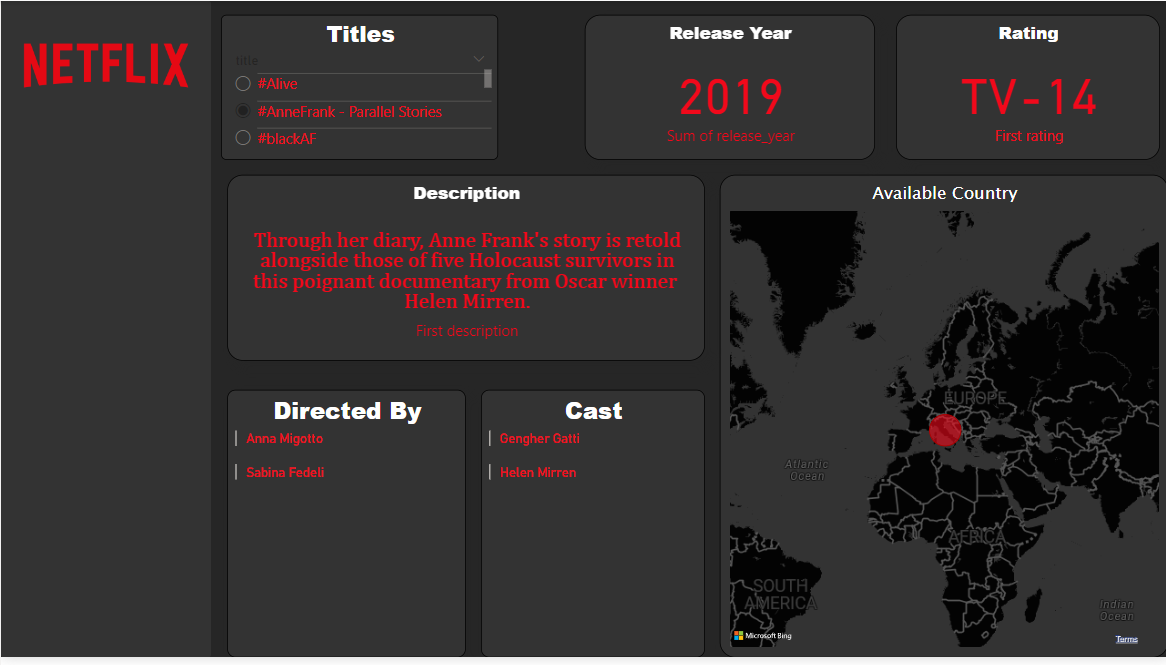 NETFLIX
Titles
title
#Alive
#AnneFrank - Parallel Stories
#blackAF
Release Year
2019
Sum of release_year
Rating
TV-14
First rating
Description
Through her diary, Anne Frank's story is retold
alongside those of five Holocaust survivors in
this poignant documentary from Oscar winner
Helen Mirren.
First description
Directed By
Anna Migotto
Sabina Fedeli
Cast
Gengher Gatti
Helen Mirren
Available Country
EUROPE
Atlantic
Ocean
AFRICA
SOUTH
AMERICA
Indian
Ocean
Microsoft Bing
Terms